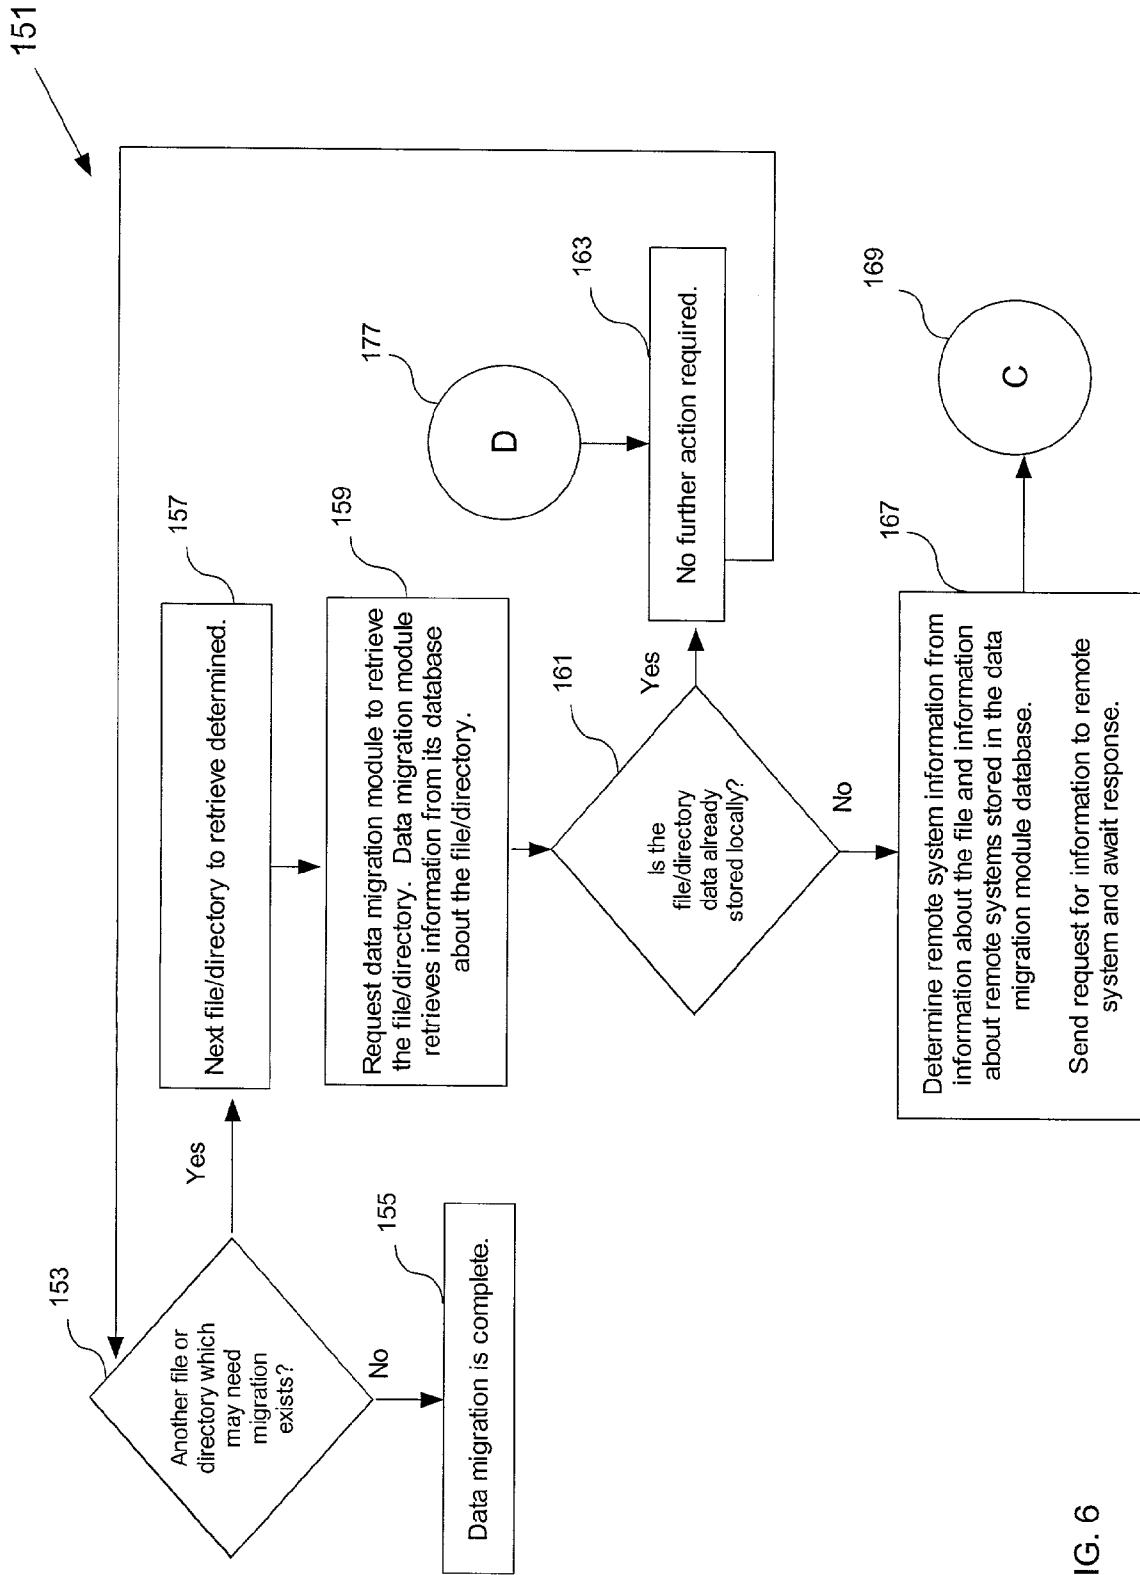 151
153
Another file or
directory which
may need
migration
exists?
Yes
No
155
Data migration is complete.
157
Next file/directory to retrieve determined.
159
Request data migration module to retrieve
the file/directory. Data migration module
retrieves information from its database
about the file/directory.
161
Is the
file/directory
data already
stored locally?
Yes
No
177
D
163
No further action required.
167
Determine remote system information from
information about the file and information
about remote systems stored in the data
migration module database.
Send request for information to remote
system and await response.
169
C
IG. 6